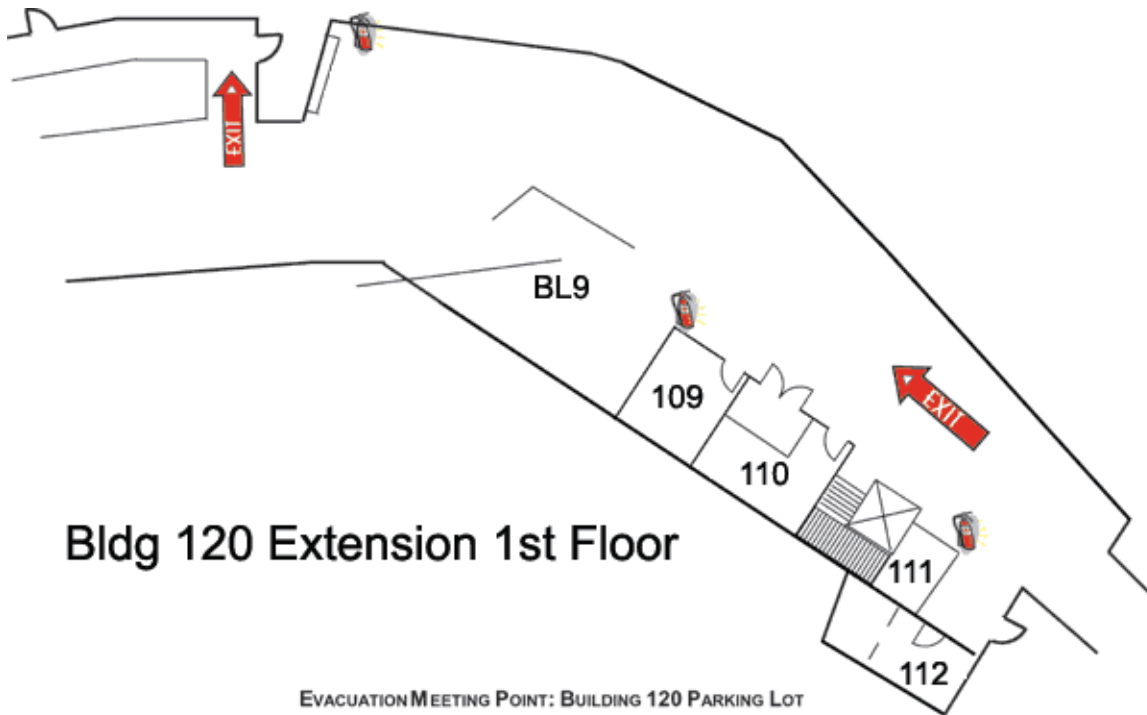 EXIT
BL9
109
EXIT
110
Bldg 120 Extension 1st Floor
111
112
EVACUATION MEETING POINT: BUILDING 120 PARKING LOT